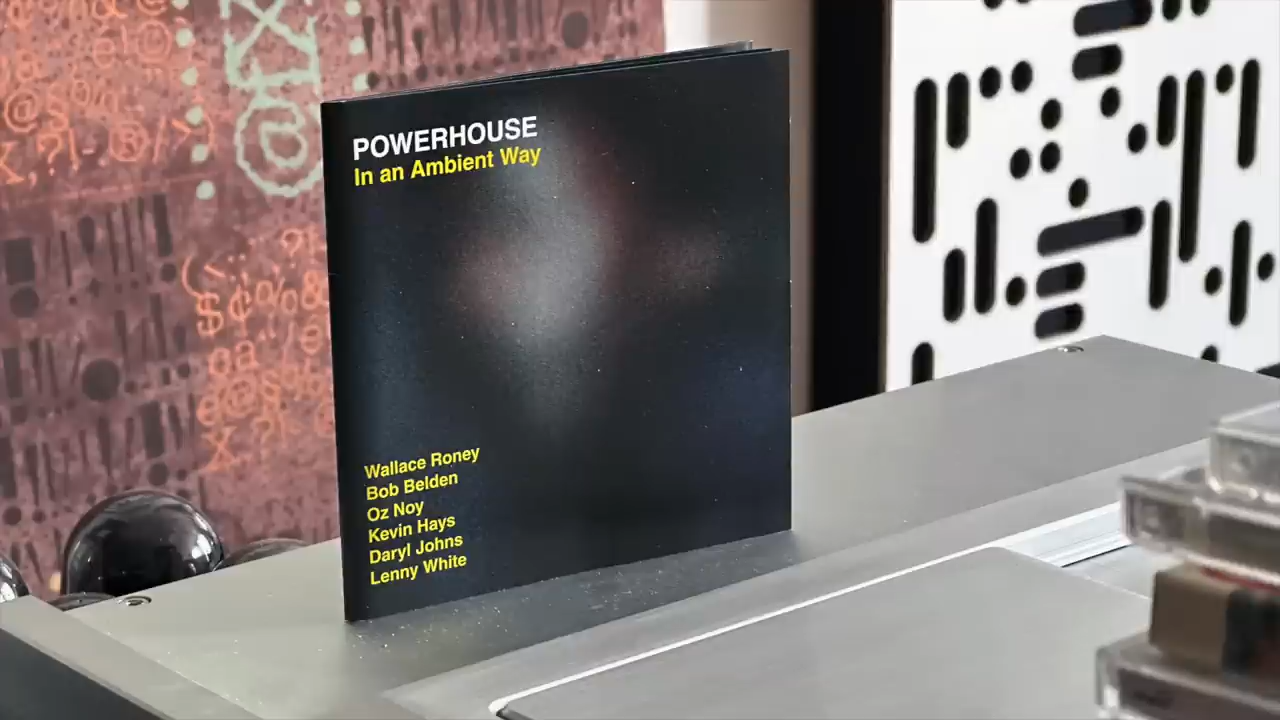 POWERHOUSE
In an Ambient Way
Wallace Roney
Bob Belden
Oz Noy
Kevin Hays
Daryl Johns
Lenny White